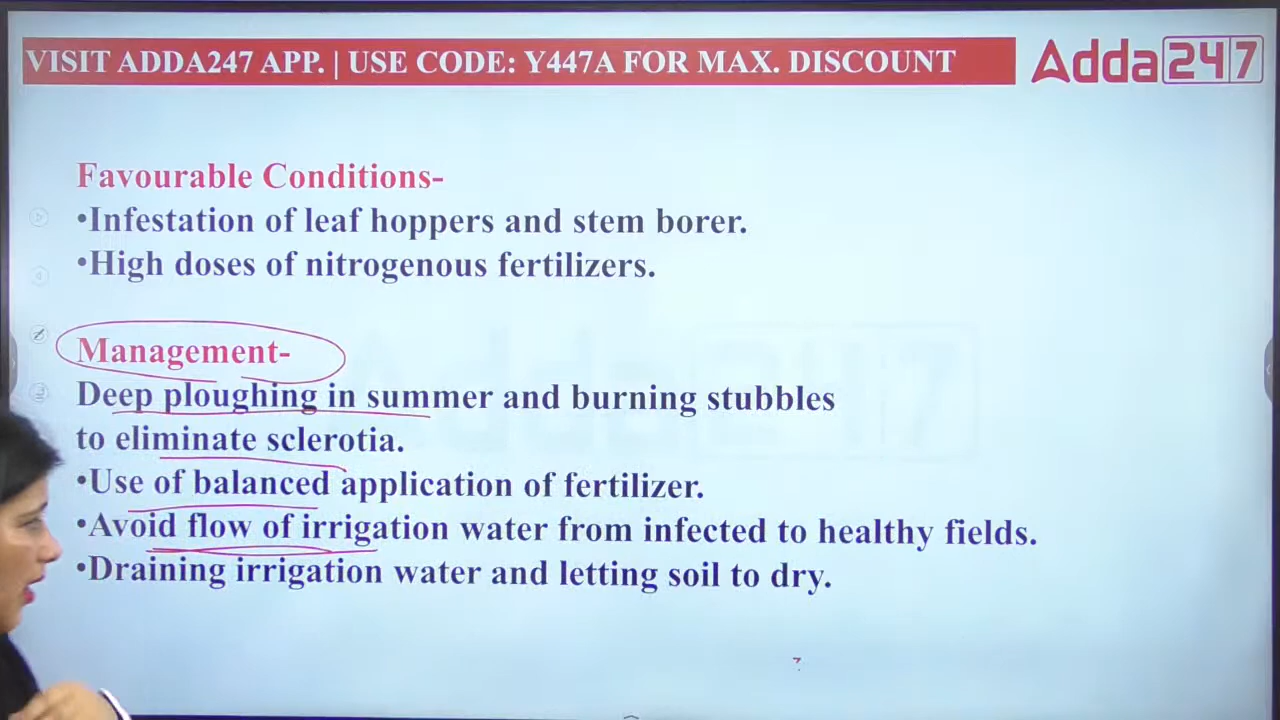 VISIT ADDA247 APP. | USE CODE: Y447A FOR MAX. DISCOUNT
Adda247
Favourable Conditions-
•Infestation of leaf hoppers and stem borer.
•High doses of nitrogenous fertilizers.
Management-
Deep ploughing in summer and burning stubbles
to eliminate sclerotia.
•Use of balanced application of fertilizer.
•Avoid flow of irrigation water from infected to healthy fields.
•Draining irrigation water and letting soil to dry.